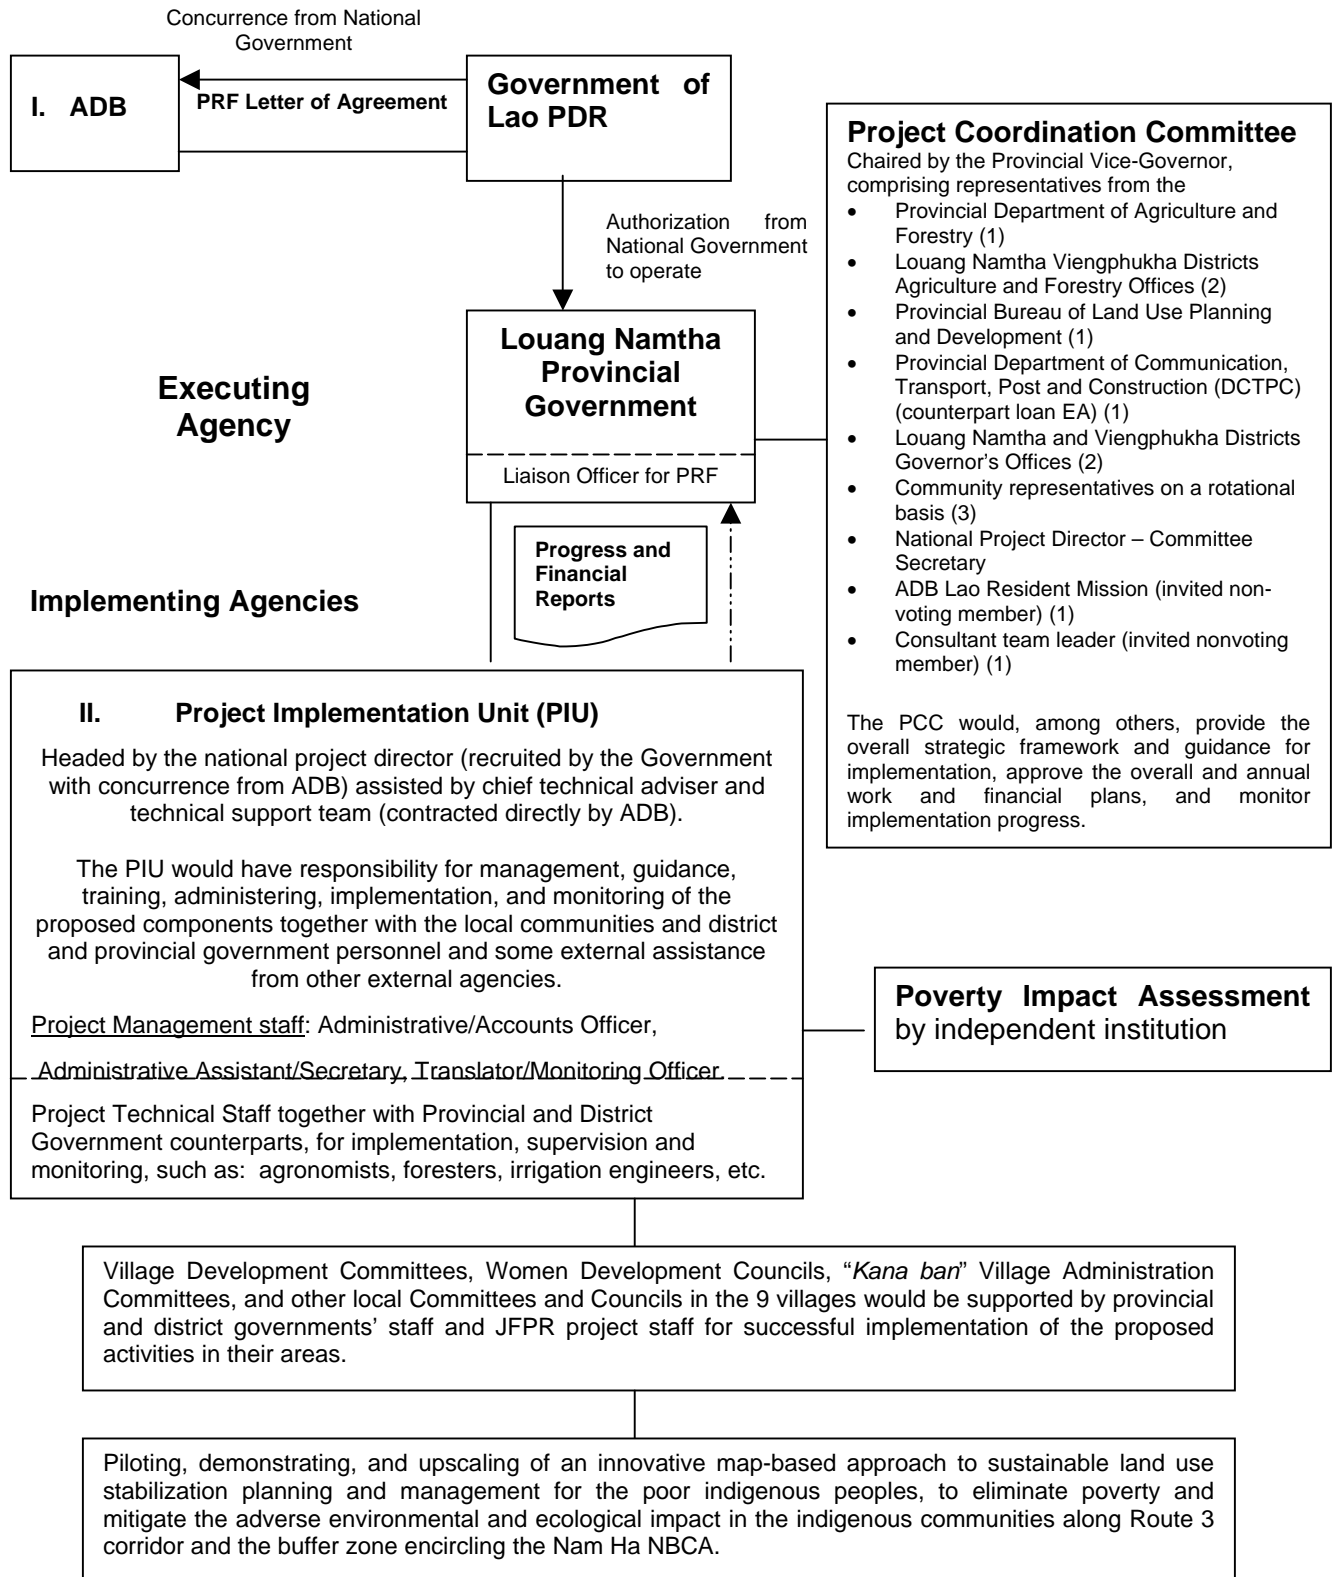 Concurrence from National
Government
I. ADB
PRF Letter of Agreement
Government of
Lao PDR
Authorization from
National Government
to operate
Project Coordination Committee
Chaired by the Provincial Vice-Governor,
comprising representatives from the
• Provincial Department of Agriculture and
Forestry (1)
• Louang Namtha Viengphukha Districts
Agriculture and Forestry Offices (2)
• Provincial Bureau of Land Use Planning
and Development (1)
• Provincial Department of Communication,
Transport, Post and Construction (DCTPC)
(counterpart loan EA) (1)
• Louang Namtha and Viengphukha Districts
Governor's Offices (2)
• Community representatives on a rotational
basis (3)
• National Project Director – Committee
Secretary
• ADB Lao Resident Mission (invited non-
voting member) (1)
• Consultant team leader (invited nonvoting
member) (1)
The PCC would, among others, provide the
overall strategic framework and guidance for
implementation, approve the overall and annual
work and financial plans, and monitor
implementation progress.
Executing
Agency
Louang Namtha
Provincial
Government
Liaison Officer for PRF
Progress and
Financial
Reports
Implementing Agencies
II. Project Implementation Unit (PIU)
Headed by the national project director (recruited by the Government
with concurrence from ADB) assisted by chief technical adviser and
technical support team (contracted directly by ADB).
The PIU would have responsibility for management, guidance,
training, administering, implementation, and monitoring of the
proposed components together with the local communities and district
and provincial government personnel and some external assistance
from other external agencies.
Project Management staff: Administrative/Accounts Officer,
Administrative Assistant/Secretary, Translator/Monitoring Officer.
Project Technical Staff together with Provincial and District
Government counterparts, for implementation, supervision and
monitoring, such as: agronomists, foresters, irrigation engineers, etc.
Poverty Impact Assessment
by independent institution
Village Development Committees, Women Development Councils, "Kana ban" Village Administration
Committees, and other local Committees and Councils in the 9 villages would be supported by provincial
and district governments' staff and JFPR project staff for successful implementation of the proposed
activities in their areas.
Piloting, demonstrating, and upscaling of an innovative map-based approach to sustainable land use
stabilization planning and management for the poor indigenous peoples, to eliminate poverty and
mitigate the adverse environmental and ecological impact in the indigenous communities along Route 3
corridor and the buffer zone encircling the Nam Ha NBCA.